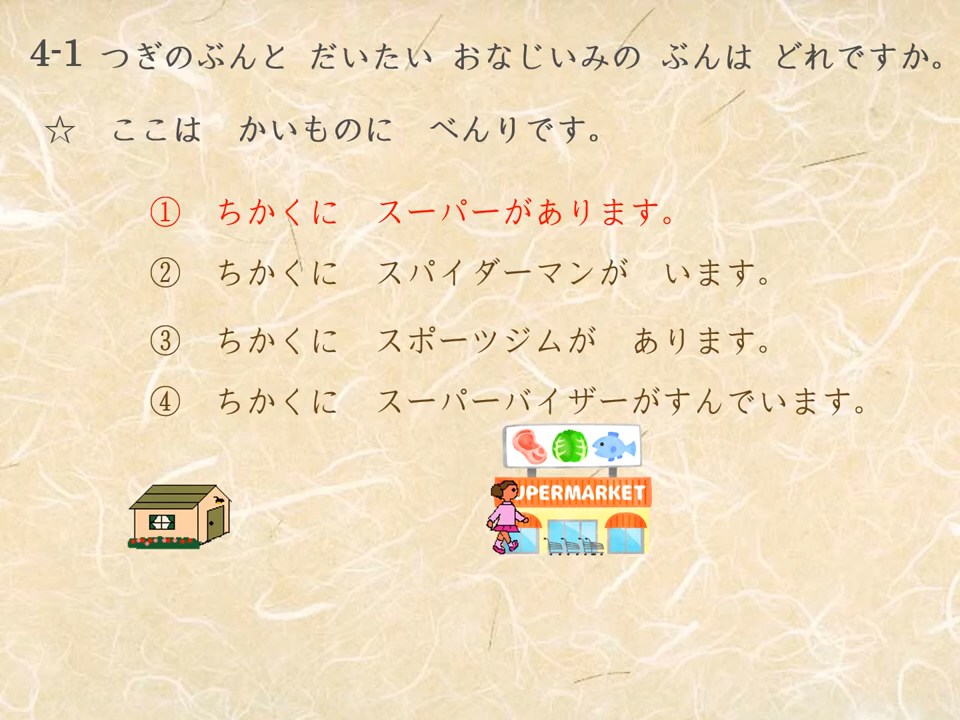 4-1 つぎのぶんと だいたい おなじいみの ぶんは どれですか。
☆ ここは かいものに べんりです。
① ちかくに スーパーがあります。
② ちかくに スパイダーマンが います。
③ ちかくに スポーツジムが あります。
④ ちかくに スーパーバイザーがすんでいます。
UPERMARKET